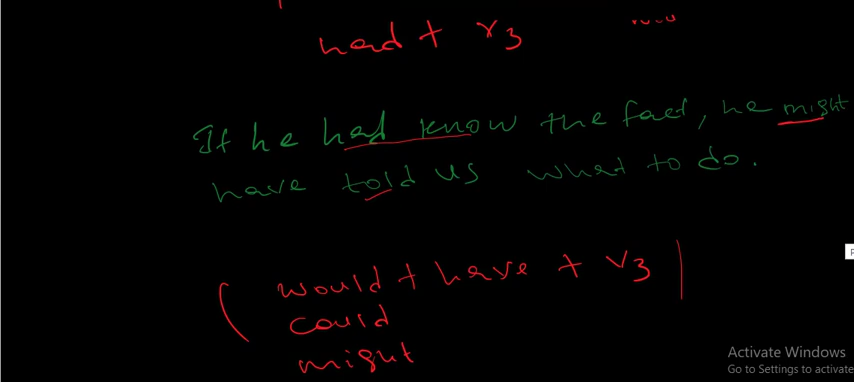 had + V3
If he had know the fact, he might
have told us what to do.
( would + have + V3 )
could
might
Activate Windows
Go to Settings to activate